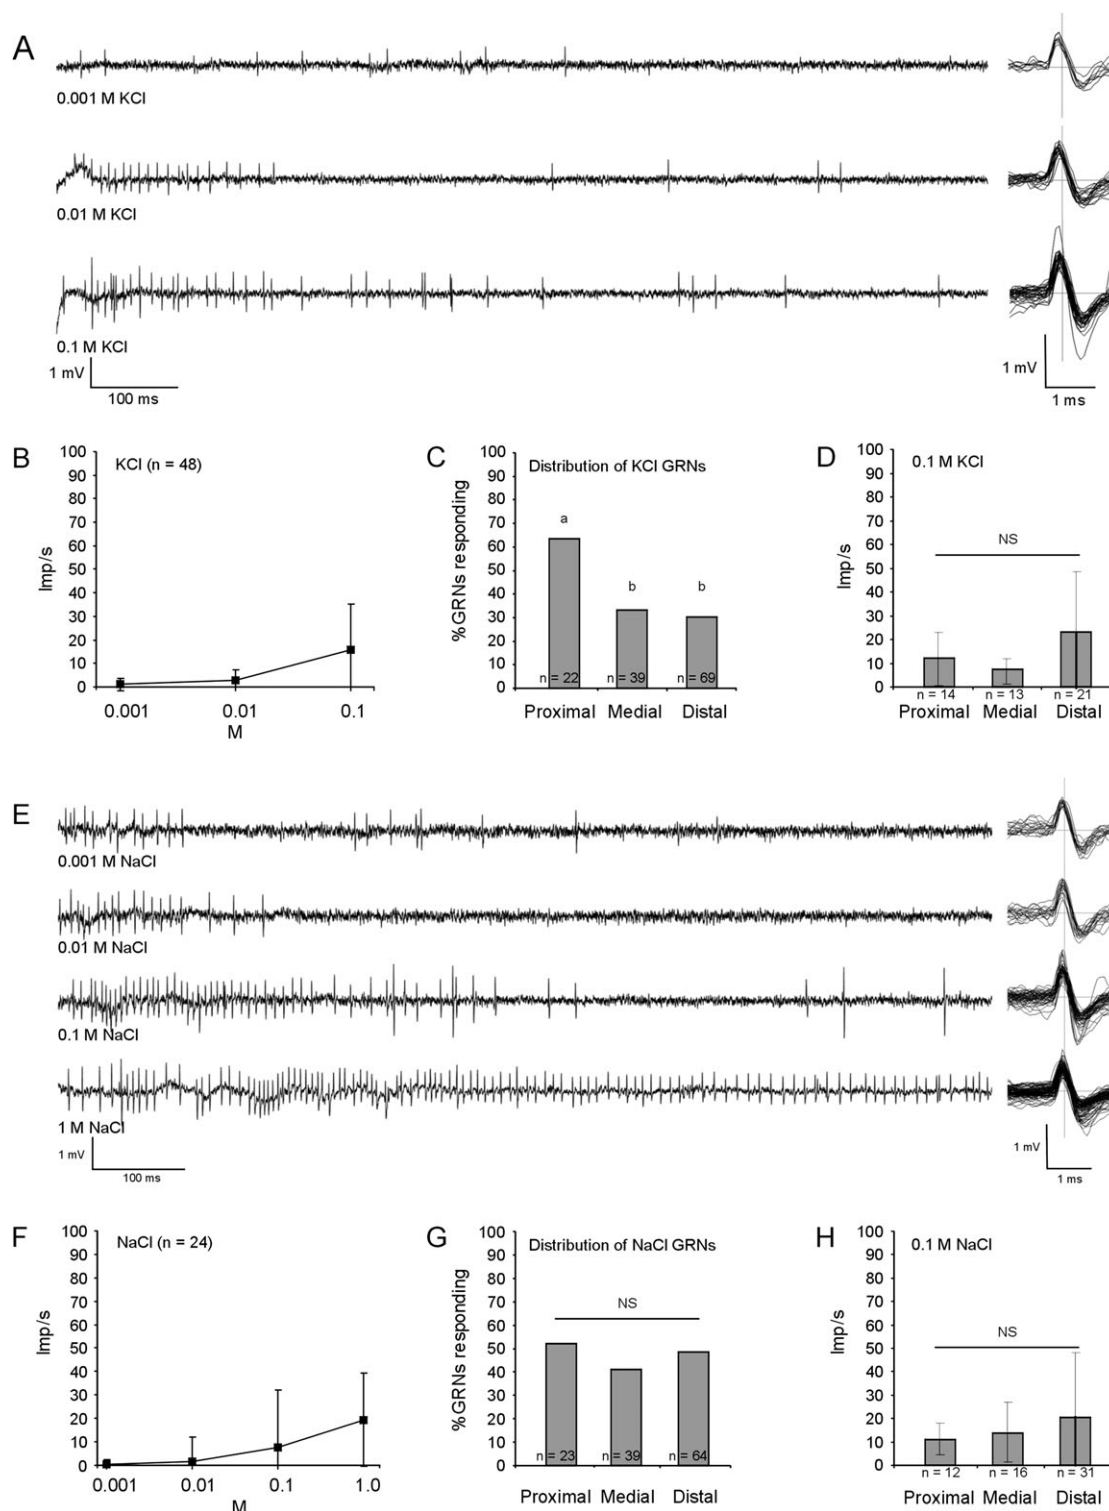 A
0.001 M KCl
0.01 M KCl
0.1 M KCl
1 mV
100 ms
1 mV
1 ms
B
KCl (n = 48)
Imp/s
100
90
80
70
60
50
40
30
20
10
0
0.001
0.01
0.1
M
C
Distribution of KCl GRNs
%GRNs responding
100
90
80
70
60
50
40
30
20
10
0
a
b
b
n = 22
n = 39
n = 69
Proximal
Medial
Distal
D
0.1 M KCl
Imp/s
100
90
80
70
60
50
40
30
20
10
0
NS
n = 14
n = 13
n = 21
Proximal
Medial
Distal
E
0.001 M NaCl
0.01 M NaCl
0.1 M NaCl
1 M NaCl
1 mV
100 ms
1 mV
1 ms
F
NaCl (n = 24)
Imp/s
100
90
80
70
60
50
40
30
20
10
0
0.001
0.01
0.1
1.0
M
G
Distribution of NaCl GRNs
%GRNs responding
100
90
80
70
60
50
40
30
20
10
0
NS
n = 23
n = 39
n = 64
Proximal
Medial
Distal
H
0.1 M NaCl
Imp/s
100
90
80
70
60
50
40
30
20
10
0
NS
n = 12
n = 16
n = 31
Proximal
Medial
Distal